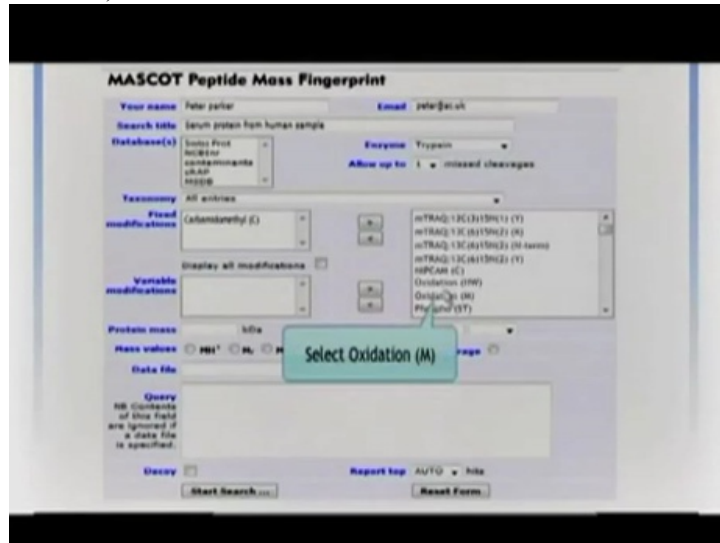 MASCOT Peptide Mass Fingerprint
Your name Peter parker Email peter@ac.uk
Search title Serum protein from human sample
Database(s) Swiss Prot
NCBInr
contaminants
cRAP
MSDB
Enzyme Trypsin
Allow up to 1 missed cleavages
Taxonomy All entries
Fixed modifications Carbamidomethyl (C)
Display all modifications
mTRAQ:13C(3)15N(1) (Y)
mTRAQ:13C(6)15N(2) (K)
mTRAQ:13C(6)15N(2) (N-term)
mTRAQ:13C(6)15N(2) (Y)
NIPCAM (C)
Oxidation (HW)
Oxidation (M)
Phospho (ST)
Variable modifications
Protein mass kDa
Mass values MH+ Mr
Select Oxidation (M)
Data file
Query
NB Contents
of this field
are ignored if
a data file
is specified.
Decoy Report top AUTO hits
Start Search ... Reset Form